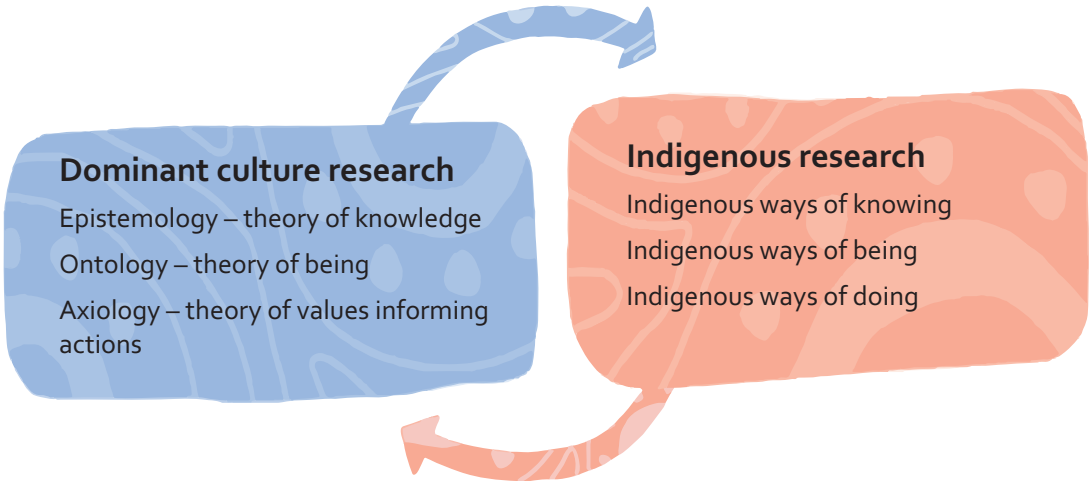 Dominant culture research
Epistemology – theory of knowledge
Ontology – theory of being
Axiology – theory of values informing
actions
Indigenous research
Indigenous ways of knowing
Indigenous ways of being
Indigenous ways of doing